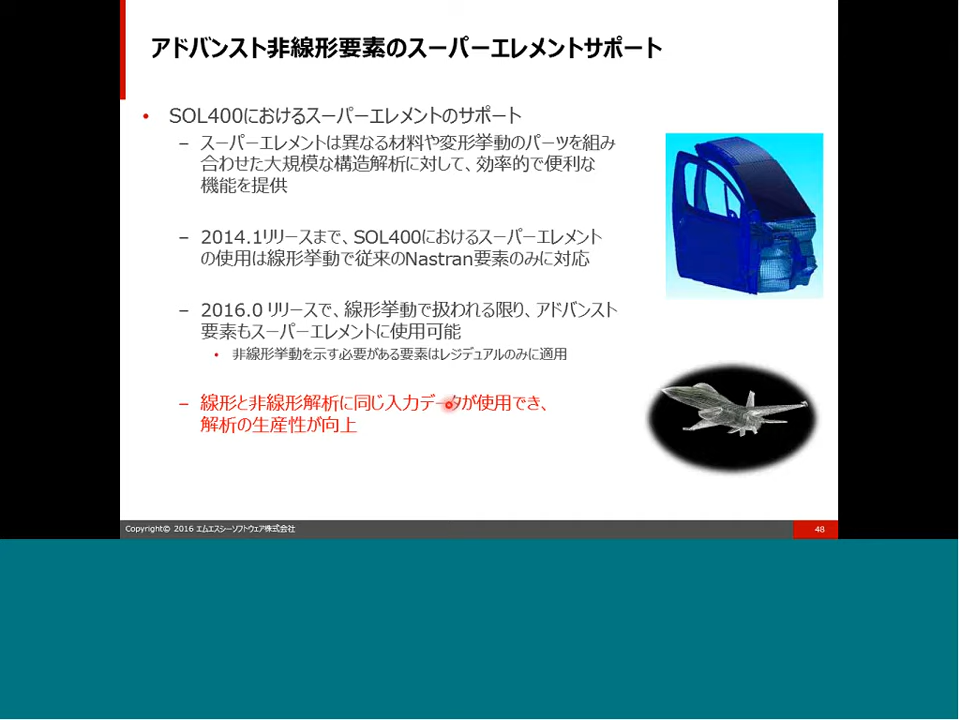 アドバンスト非線形要素のスーパーエレメントサポート
• SOL400におけるスーパーエレメントのサポート
– スーパーエレメントは異なる材料や変形挙動のパーツを組み
合わせた大規模な構造解析に対して、効率的で便利な
機能を提供
– 2014.1リリースまで、SOL400におけるスーパーエレメント
の使用は線形挙動で従来のNastran要素のみに対応
– 2016.0 リリースで、線形挙動で扱われる限り、アドバンスト
要素もスーパーエレメントに使用可能
• 非線形挙動を示す必要がある要素はレジデュアルのみに適用
– 線形と非線形解析に同じ入力データが使用でき、
解析の生産性が向上
Copyright© 2016 エムエスシーソフトウェア株式会社
48